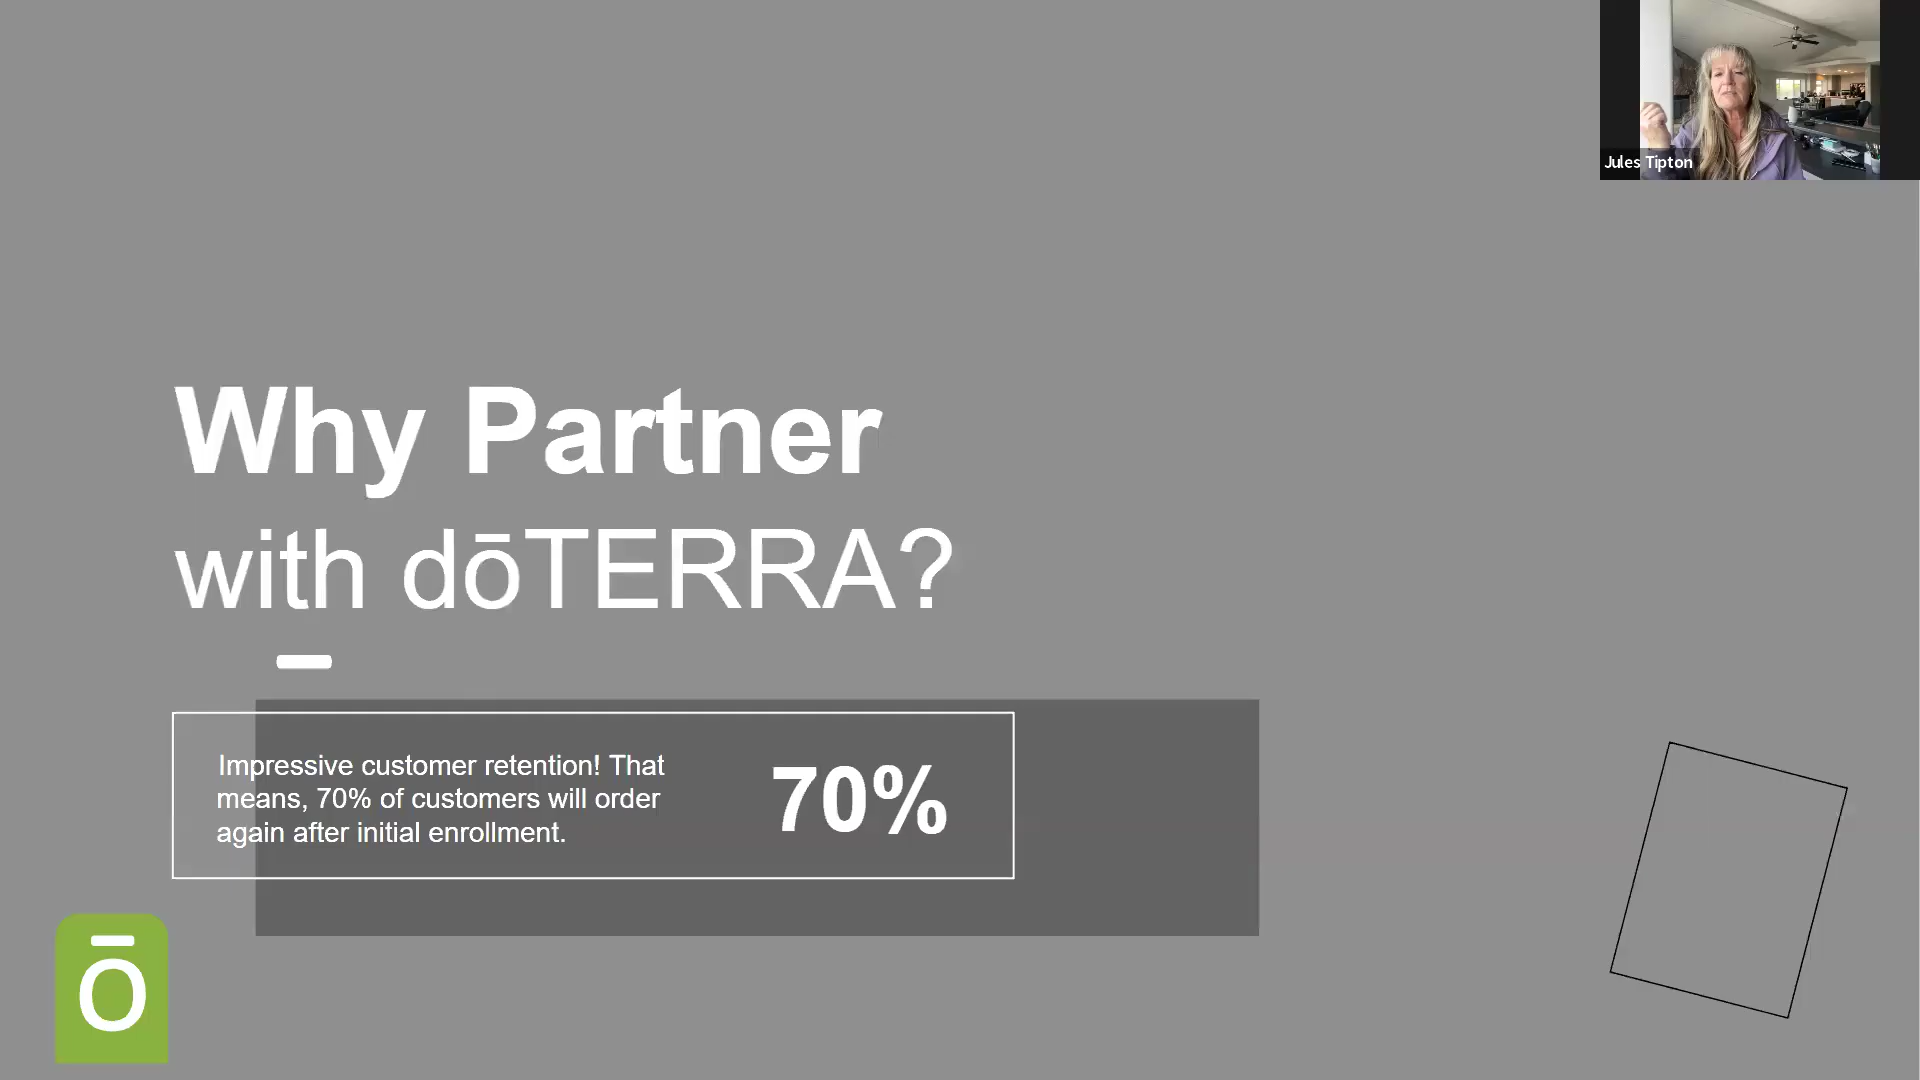 Jules Tipton
Why Partner
with dōTERRA?
Impressive customer retention! That
means, 70% of customers will order
again after initial enrollment.
70%
ō